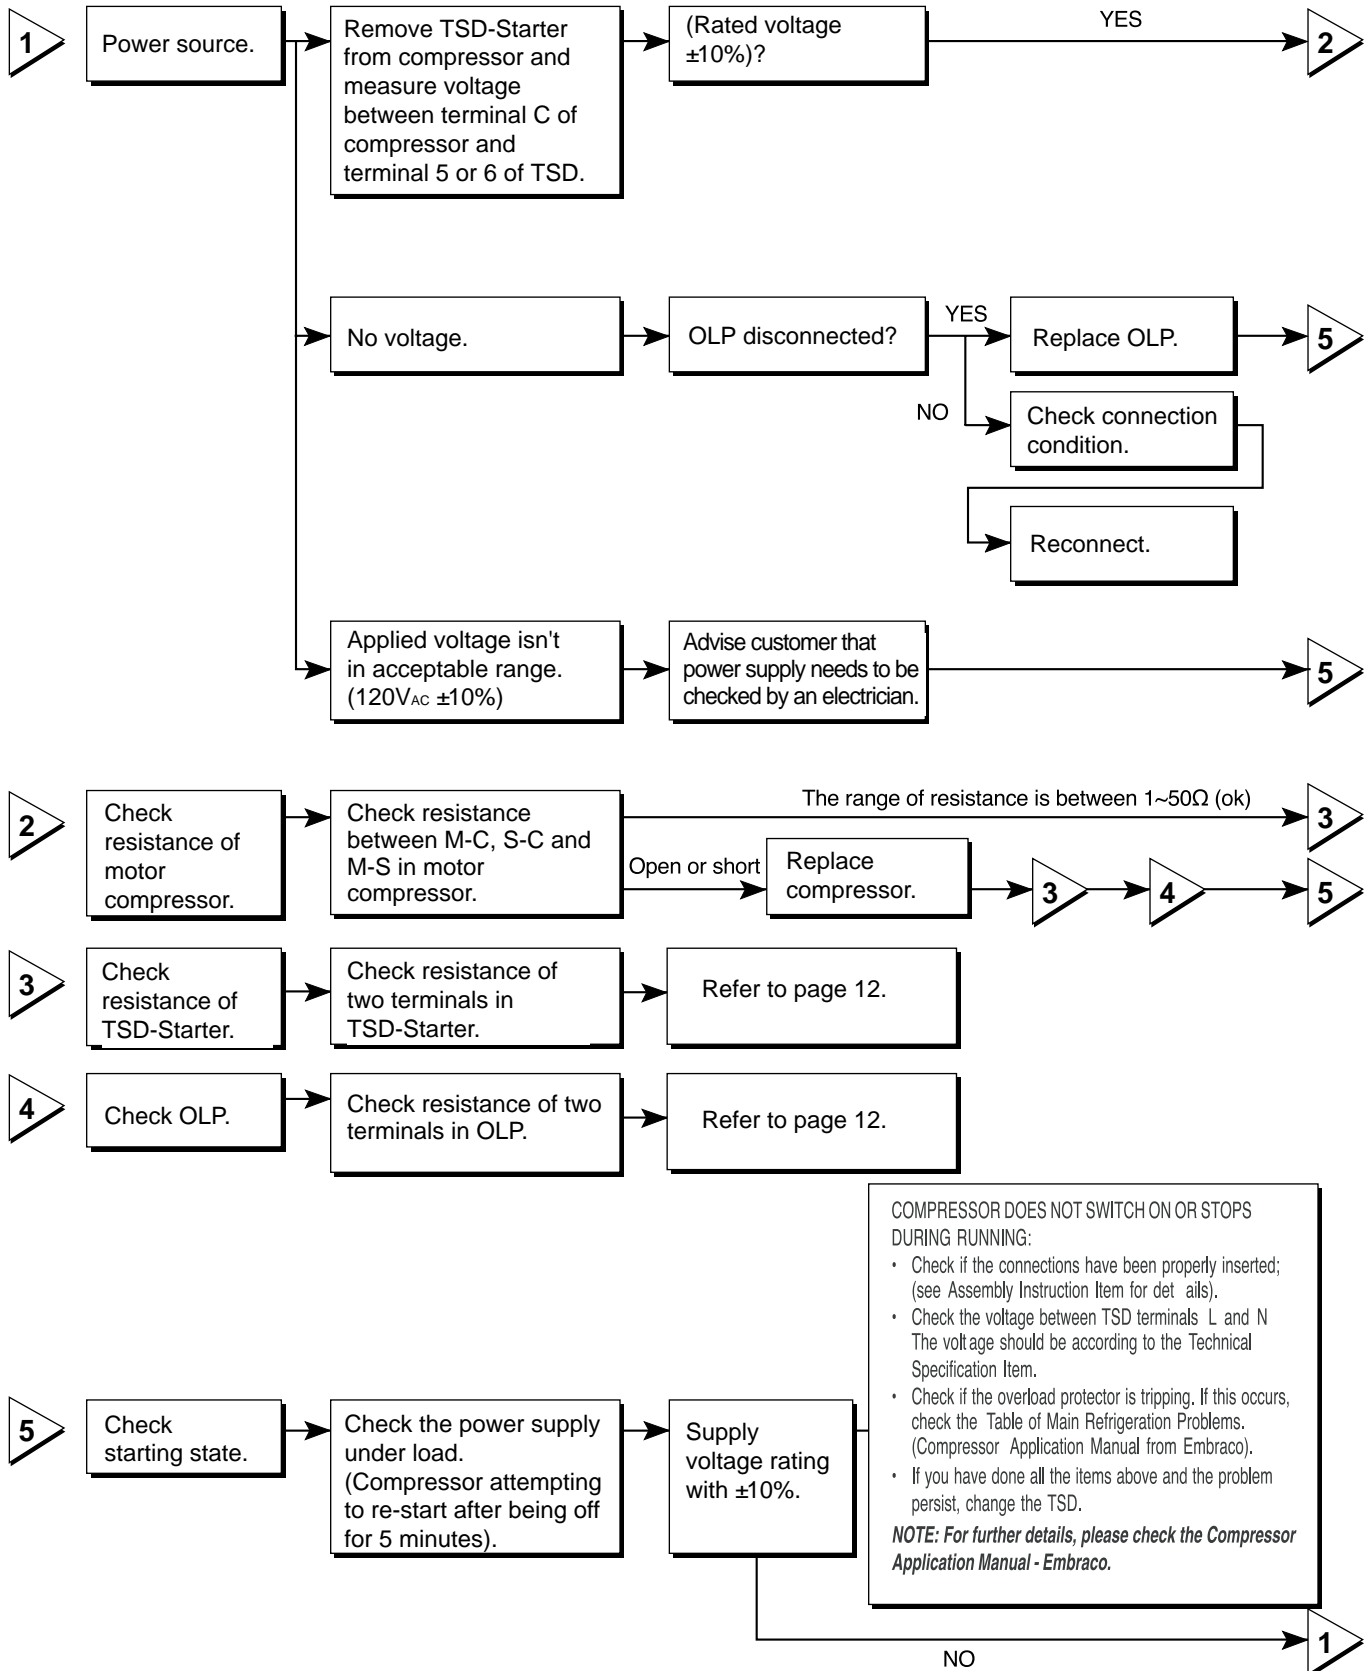 1
Power source.
Remove TSD-Starter
from compressor and
measure voltage
between terminal C of
compressor and
terminal 5 or 6 of TSD.
(Rated voltage
±10%)?
YES
2
No voltage.
OLP disconnected?
YES
Replace OLP.
5
NO
Check connection
condition.
Reconnect.
Applied voltage isn't
in acceptable range.
(120VAC ±10%)
Advise customer that
power supply needs to be
checked by an electrician.
5
2
Check
resistance of
motor
compressor.
Check resistance
between M-C, S-C and
M-S in motor
compressor.
The range of resistance is between 1~50Ω (ok)
3
Open or short
Replace
compressor.
3
4
5
3
Check
resistance of
TSD-Starter.
Check resistance of
two terminals in
TSD-Starter.
Refer to page 12.
4
Check OLP.
Check resistance of two
terminals in OLP.
Refer to page 12.
5
Check
starting state.
Check the power supply
under load.
(Compressor attempting
to re-start after being off
for 5 minutes).
Supply
voltage rating
with ±10%.
COMPRESSOR DOES NOT SWITCH ON OR STOPS
DURING RUNNING:
• Check if the connections have been properly inserted;
(see Assembly Instruction Item for det ails).
• Check the voltage between TSD terminals L and N
The voltage should be according to the Technical
Specification Item.
• Check if the overload protector is tripping. If this occurs,
check the Table of Main Refrigeration Problems.
(Compressor Application Manual from Embraco).
• If you have done all the items above and the problem
persist, change the TSD.
NOTE: For further details, please check the Compressor
Application Manual - Embraco.
NO
1